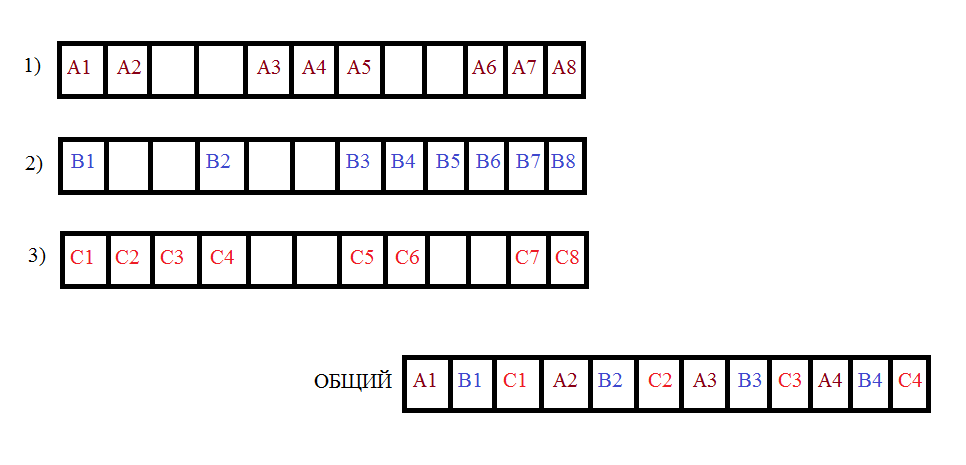 1) A1 A2 A3 A4 A5 A6 A7 A8
2) B1 B2 B3 B4 B5 B6 B7 B8
3) C1 C2 C3 C4 C5 C6 C7 C8
ОБЩИЙ A1 B1 C1 A2 B2 C2 A3 B3 C3 A4 B4 C4